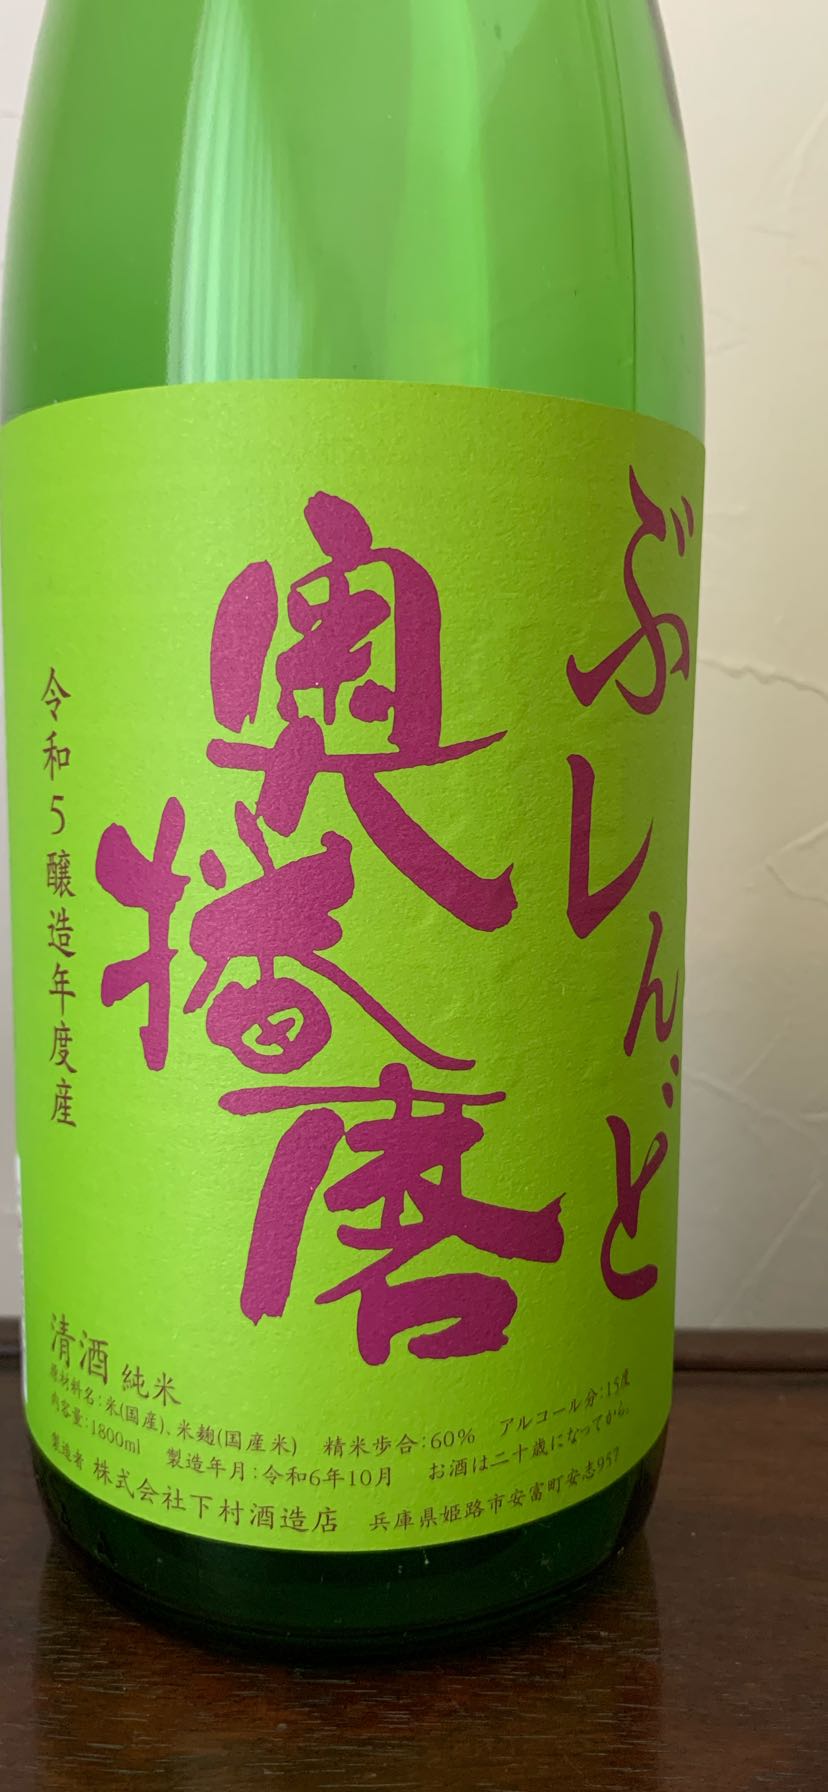 ぶしんど
奥播磨
令和5醸造年度産
清酒 純米
原材料名:米(国産)、米麹(国産米) 精米歩合:60% アルコール分:15度
内容量:1800ml 製造年月:令和6年10月 お酒は二十歳になってから。
製造者 株式会社下村酒造店 兵庫県姫路市安富町安志957